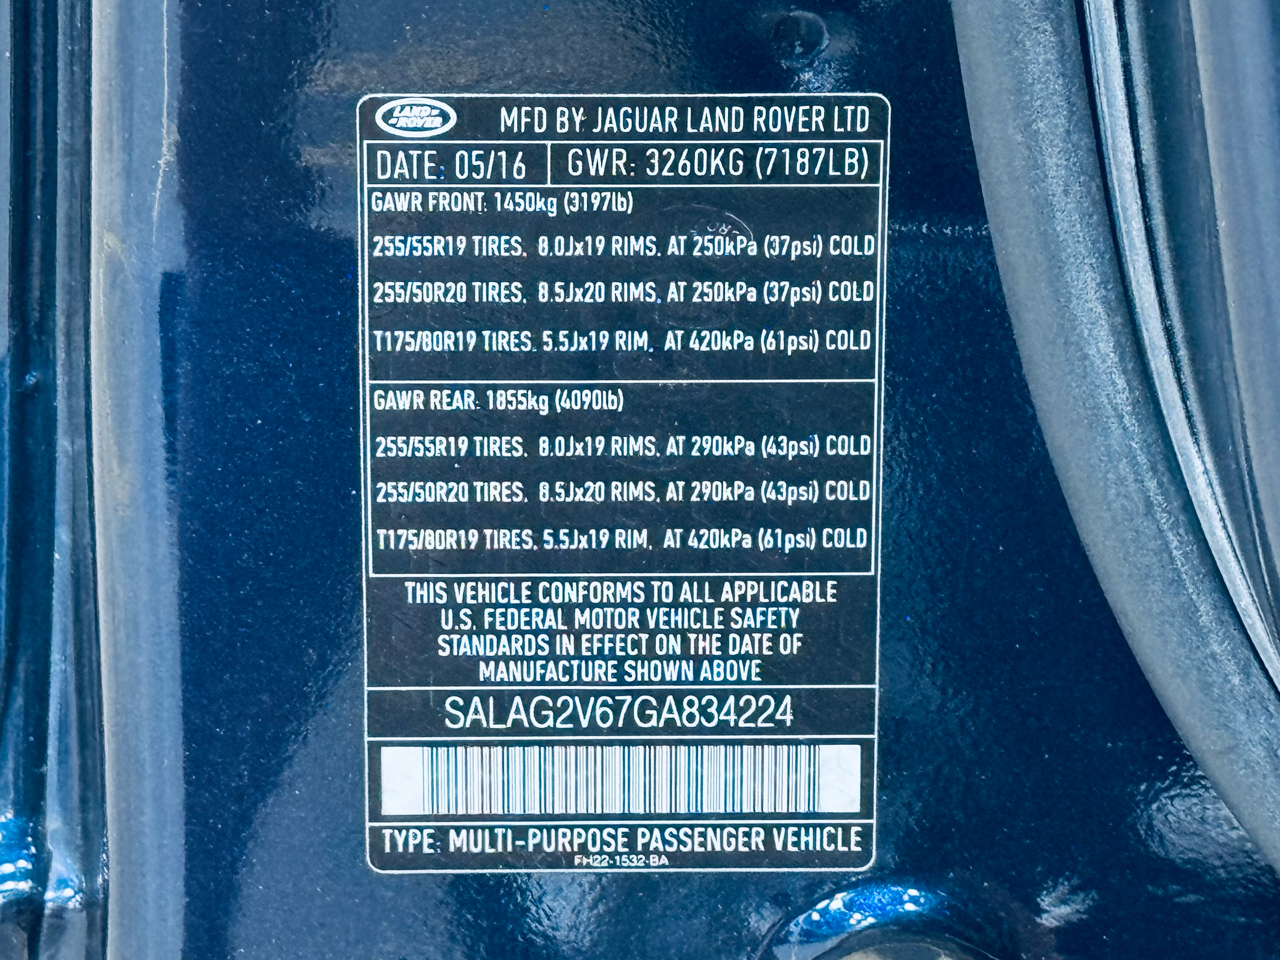 LAND-
-ROVER
MFD BY JAGUAR LAND ROVER LTD
DATE: 05/16 GWR: 3260KG (7187LB)
GAWR FRONT: 1450kg (3197lb)
255/55R19 TIRES, 8.0Jx19 RIMS, AT 250kPa (37psi) COLD
255/50R20 TIRES, 8.5Jx20 RIMS, AT 250kPa (37psi) COLD
T175/80R19 TIRES, 5.5Jx19 RIM, AT 420kPa (61psi) COLD
GAWR REAR: 1855kg (4090lb)
255/55R19 TIRES, 8.0Jx19 RIMS, AT 290kPa (43psi) COLD
255/50R20 TIRES, 8.5Jx20 RIMS, AT 290kPa (43psi) COLD
T175/80R19 TIRES, 5.5Jx19 RIM, AT 420kPa (61psi) COLD
THIS VEHICLE CONFORMS TO ALL APPLICABLE
U.S. FEDERAL MOTOR VEHICLE SAFETY
STANDARDS IN EFFECT ON THE DATE OF
MANUFACTURE SHOWN ABOVE
SALAG2V67GA834224
TYPE: MULTI-PURPOSE PASSENGER VEHICLE
FH22-1532-BA